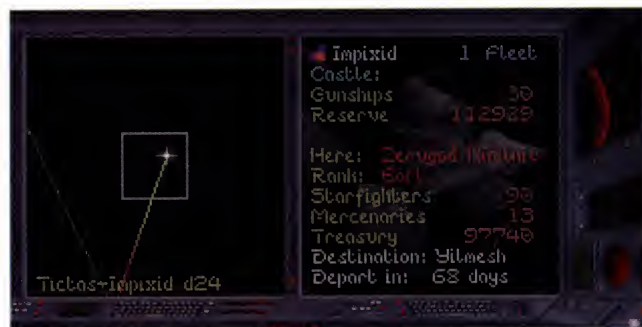 Impixid 1 Fleet
Castle:
Gunships 30
Reserve 112939
Here:
Rank: Earl
Starfighters 90
Mercenaries 13
Treasury 97740
Destination: Yilmesh
Depart in: 68 days
Tictas→Impixid d24